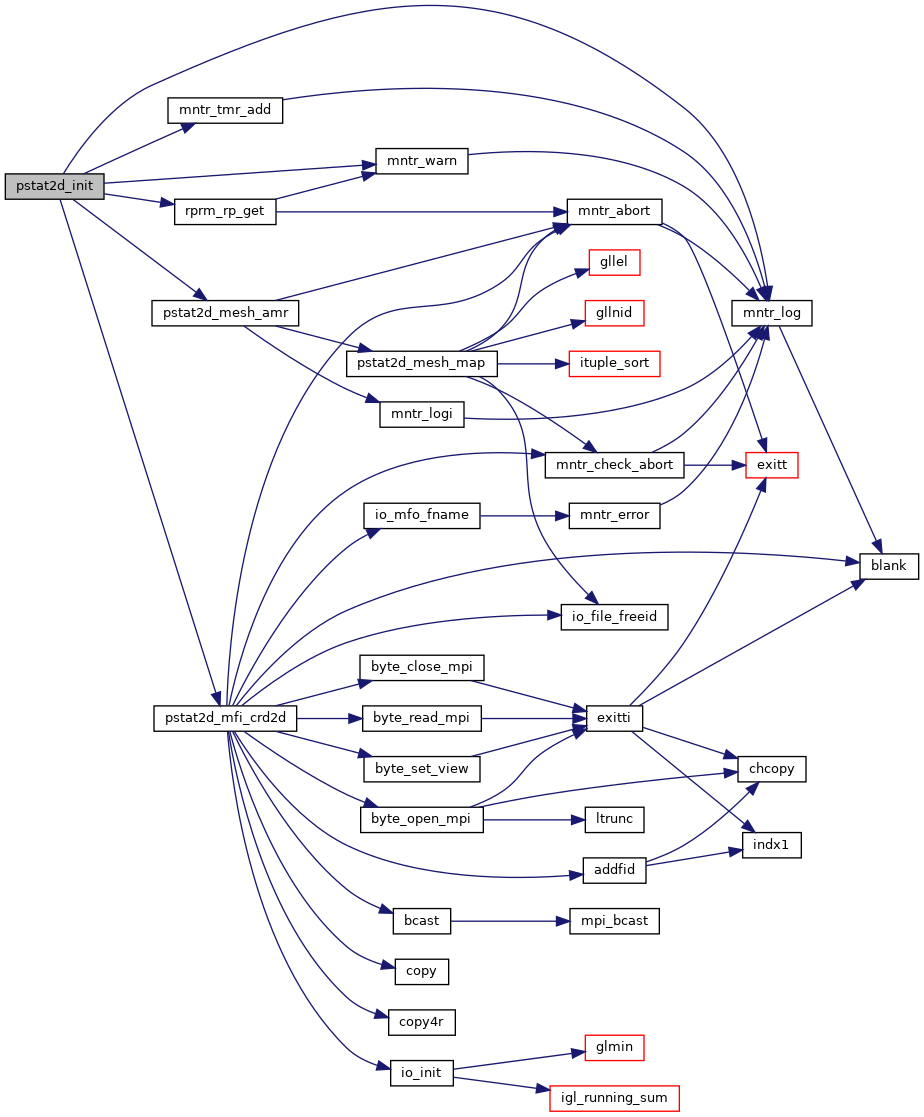 mntr_tmr_add
mntr_warn
pstat2d_init
rprm_rp_get
mntr_abort
gllel
pstat2d_mesh_amr
gllnid
mntr_log
pstat2d_mesh_map
ituple_sort
mntr_logi
mntr_check_abort
exitt
io_mfo_fname
mntr_error
blank
io_file_freeid
byte_close_mpi
pstat2d_mfi_crd2d
byte_read_mpi
exitti
byte_set_view
chcopy
byte_open_mpi
ltrunc
indx1
addfid
bcast
mpi_bcast
copy
copy4r
glmin
io_init
igl_running_sum